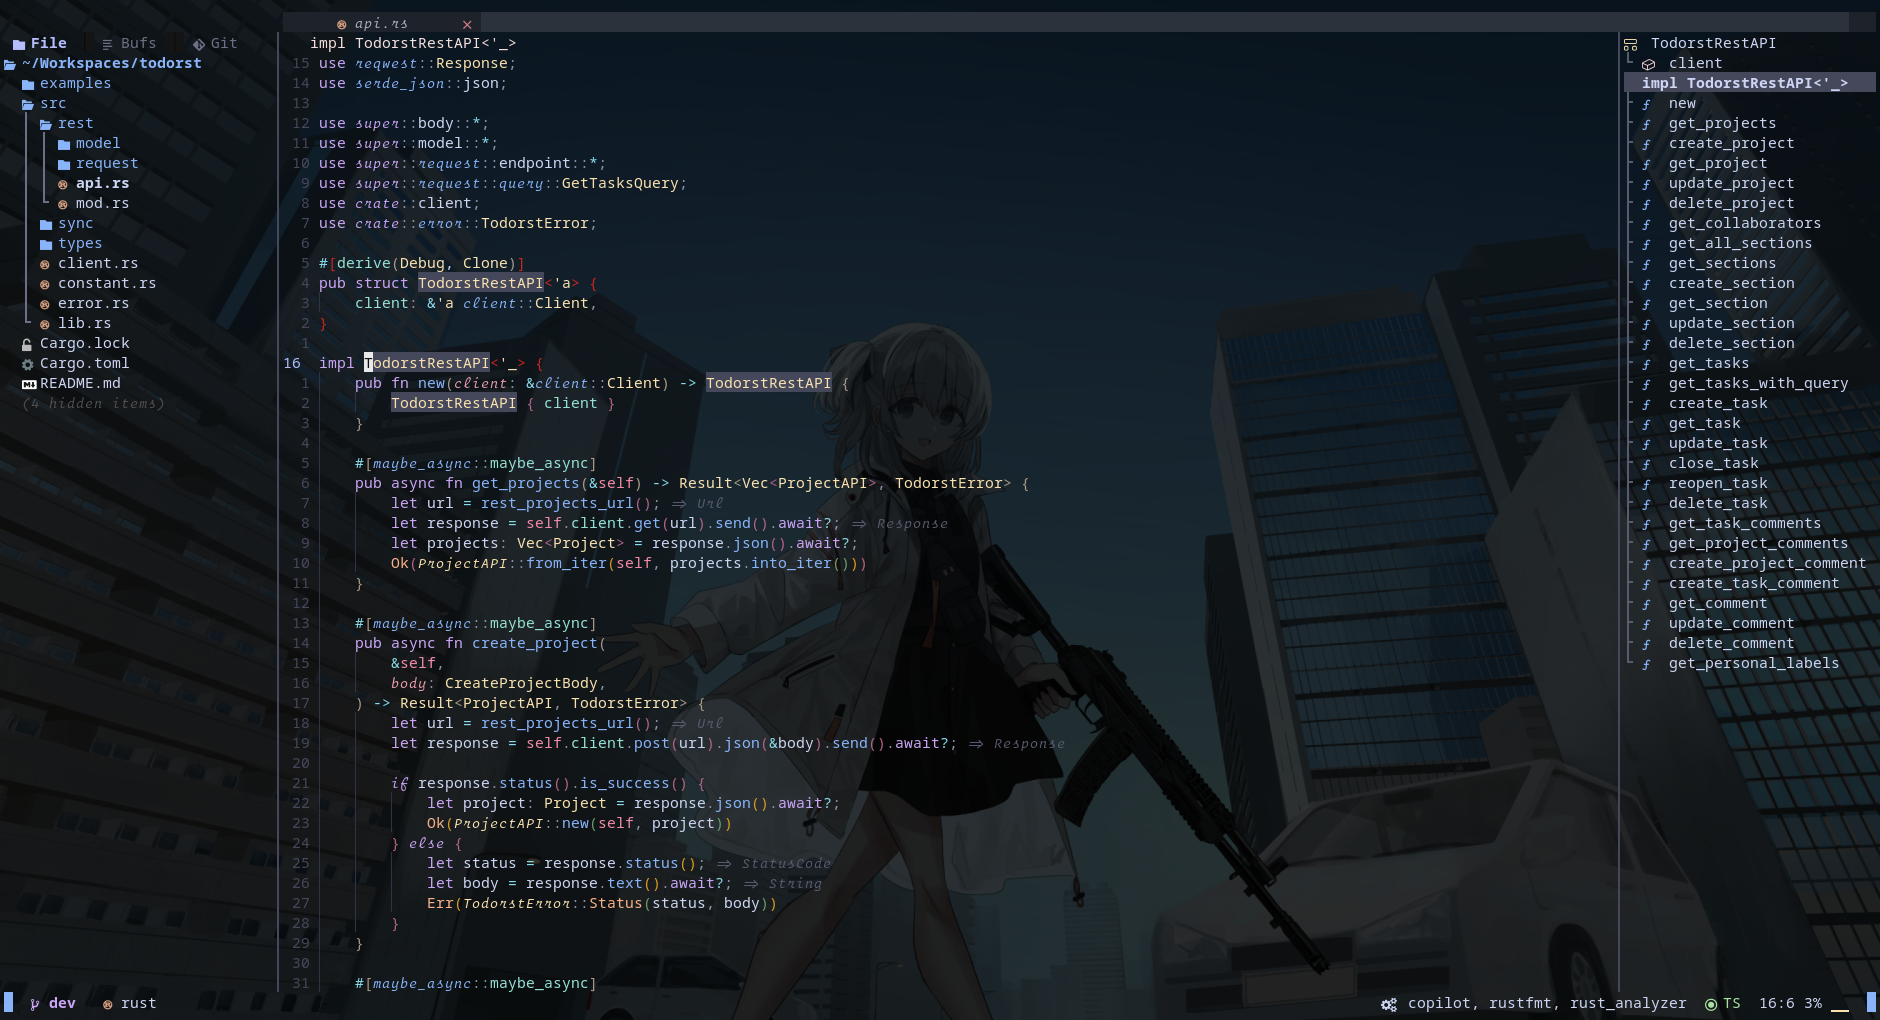 api.rs
File Bufs Git
~/Workspaces/todorst
examples
src
rest
model
request
api.rs
mod.rs
sync
types
client.rs
constant.rs
error.rs
lib.rs
Cargo.lock
Cargo.toml
README.md
(4 hidden items)
impl TodorstRestAPI<'_>
15 use reqwest::Response;
14 use serde_json::json;
13
12 use super::body::*;
11 use super::model::*;
10 use super::request::endpoint::*;
9 use super::request::query::GetTasksQuery;
8 use crate::client;
7 use crate::error::TodorstError;
6
5 #[derive(Debug, Clone)]
4 pub struct TodorstRestAPI<'a> {
3 client: &'a client::Client,
2 }
1
16 impl TodorstRestAPI<'_> {
1 pub fn new(client: &client::Client) -> TodorstRestAPI {
2 TodorstRestAPI { client }
3 }
4
5 #[maybe_async::maybe_async]
6 pub async fn get_projects(&self) -> Result<Vec<ProjectAPI>, TodorstError> {
7 let url = rest_projects_url(); => Url
8 let response = self.client.get(url).send().await?; => Response
9 let projects: Vec<Project> = response.json().await?;
10 Ok(ProjectAPI::from_iter(self, projects.into_iter()))
11 }
12
13 #[maybe_async::maybe_async]
14 pub async fn create_project(
15 &self,
16 body: CreateProjectBody,
17 ) -> Result<ProjectAPI, TodorstError> {
18 let url = rest_projects_url(); => Url
19 let response = self.client.post(url).json(&body).send().await?; => Response
20
21 if response.status().is_success() {
22 let project: Project = response.json().await?;
23 Ok(ProjectAPI::new(self, project))
24 } else {
25 let status = response.status(); => StatusCode
26 let body = response.text().await?; => String
27 Err(TodorstError::Status(status, body))
28 }
29 }
30
31 #[maybe_async::maybe_async]
TodorstRestAPI
client
impl TodorstRestAPI<'_>
new
get_projects
create_project
get_project
update_project
delete_project
get_collaborators
get_all_sections
get_sections
create_section
get_section
update_section
delete_section
get_tasks
get_tasks_with_query
create_task
get_task
update_task
close_task
reopen_task
delete_task
get_task_comments
get_project_comments
create_project_comment
create_task_comment
get_comment
update_comment
delete_comment
get_personal_labels
dev rust copilot, rustfmt, rust_analyzer TS 16:6 3%